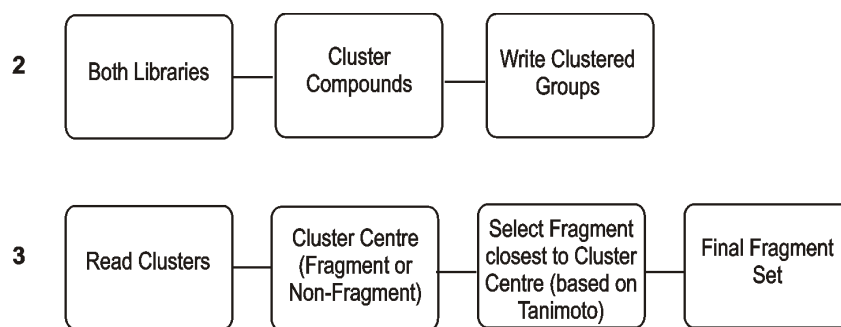 2
Both Libraries
Cluster
Compounds
Write Clustered
Groups
3
Read Clusters
Cluster Centre
(Fragment or
Non-Fragment)
Select Fragment
closest to Cluster
Centre (based on
Tanimoto)
Final Fragment
Set